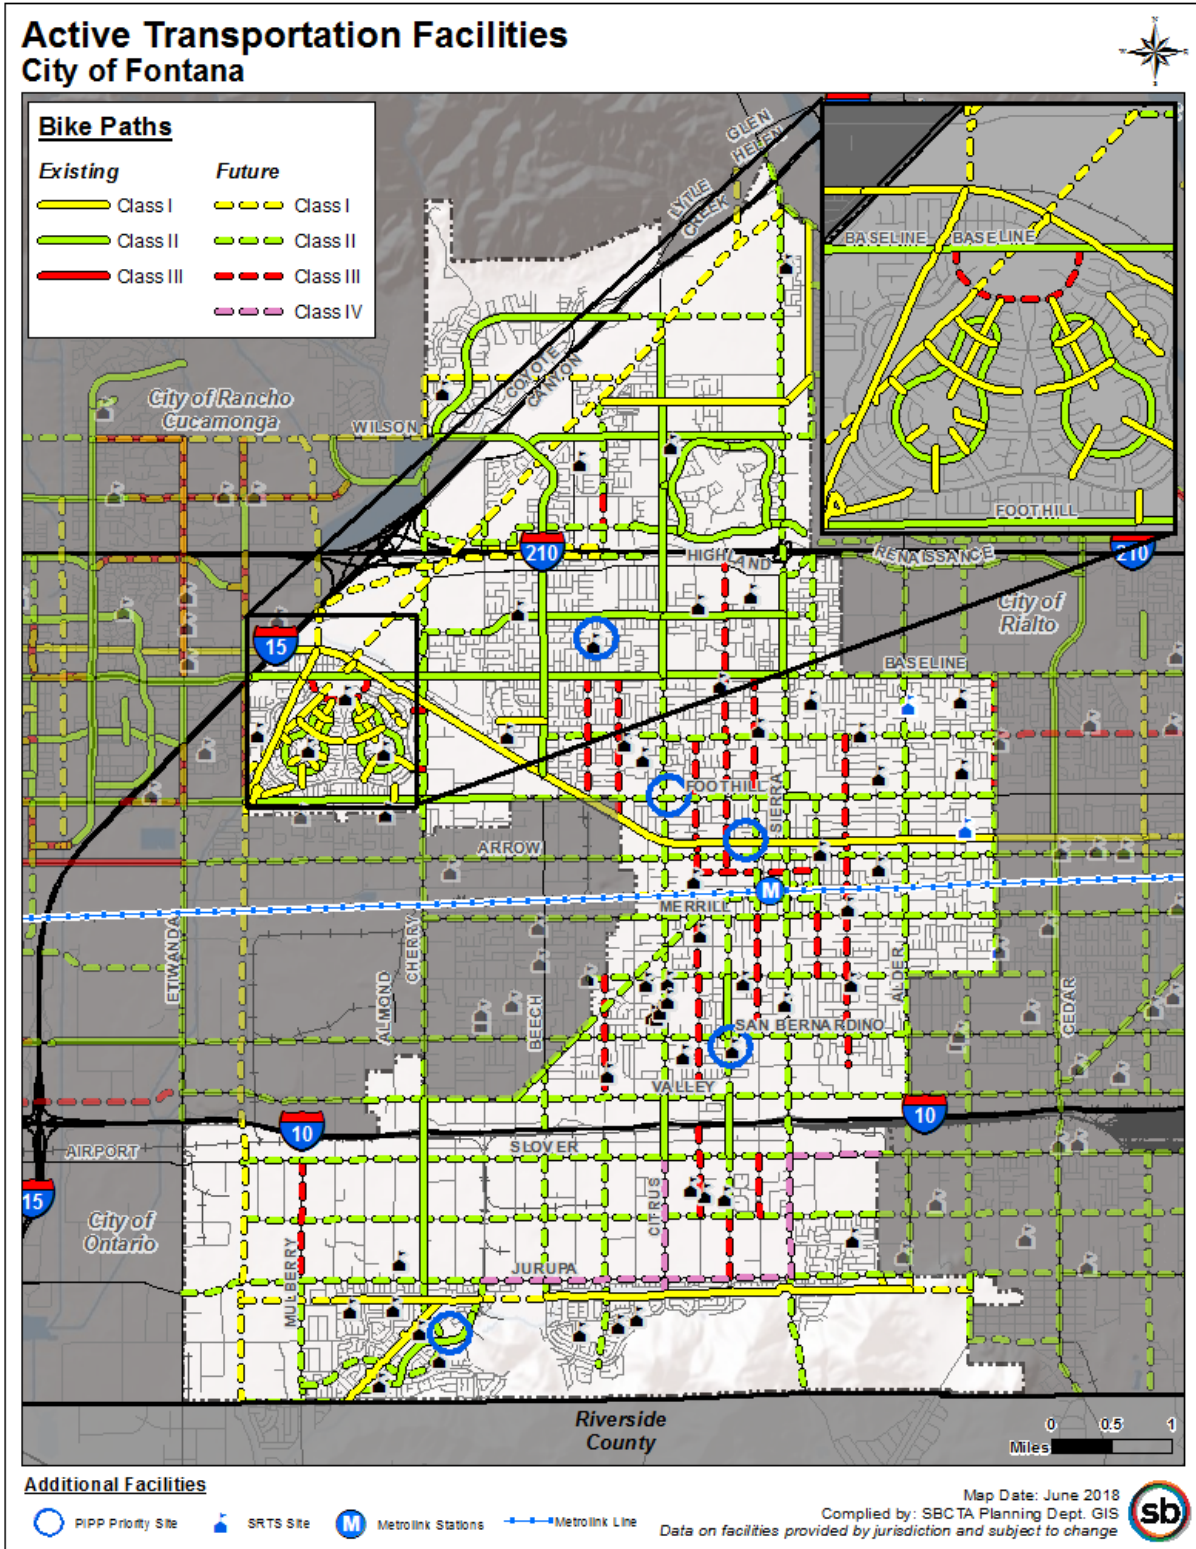 Active Transportation Facilities
City of Fontana
Bike Paths
Existing Future
Class I Class I
Class II Class II
Class III Class III
Class IV
GLEN
HELEN
LYTLE
CREEK
COYOTE
CANYON
BASELINE BASELINE
FOOTHILL
City of Rancho
Cucamonga
WILSON
210
HIGHLAND
RENAISSANCE
210
City of
Rialto
15
BASELINE
FOOTHILL
SIERRA
ARROW
M
MERRILL
ETIWANDA
ALMOND
CHERRY
BEECH
ALDER
CEDAR
SAN BERNARDINO
VALLEY
10
10
AIRPORT
SLOVER
15
City of
Ontario
MULBERRY
CITRUS
JURUPA
Riverside
County
0 0.5 1
Miles
Additional Facilities
PIPP Priority Site SRTS Site M Metrolink Stations Metrolink Line
Map Date: June 2018
Complied by: SBCTA Planning Dept. GIS
Data on facilities provided by jurisdiction and subject to change
sb